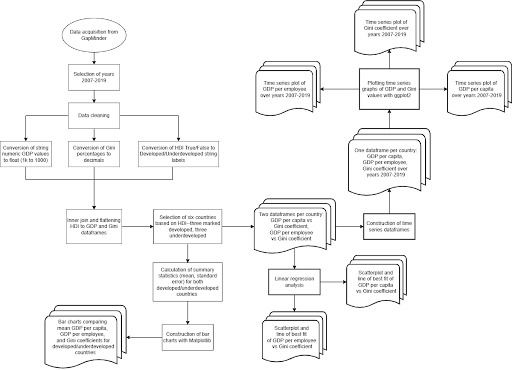 Data acquisition from
GapMinder
Selection of years
2007-2019
Data cleaning
Conversion of string
numeric GDP values
to float (1k to 1000)
Conversion of Gini
percentages to
decimals
Conversion of HDI True/False to
Developed/Underdeveloped string
labels
Inner join and flattening
HDI to GDP and Gini
dataframes
Selection of six countries
based on HDI--three marked
developed, three
underdeveloped
Calculation of summary
statistics (mean, standard
error) for both
developed/underdeveloped
countries
Construction of bar
charts with Matplotlib
Bar charts comparing
mean GDP per capita,
GDP per employee,
and Gini coefficients for
developed/underdeveloped
countries
Two dataframes per country:
GDP per capita vs
Gini coefficient,
GDP per employee vs
Gini coefficient
Linear regression
analysis
Scatterplot and
line of best fit
of GDP per capita
vs Gini coefficient
Scatterplot and
line of best fit
of GDP per employee
vs Gini coefficient
Construction of time
series dataframes
One dataframe per country:
GDP per capita,
GDP per employee,
Gini coefficient over
years 2007-2019
Plotting time series
graphs of GDP and Gini
values with ggplot2
Time series plot of
GDP per employee
over years 2007-2019
Time series plot of
Gini coefficient over
years 2007-2019
Time series plot of
GDP per capita
over years 2007-2019